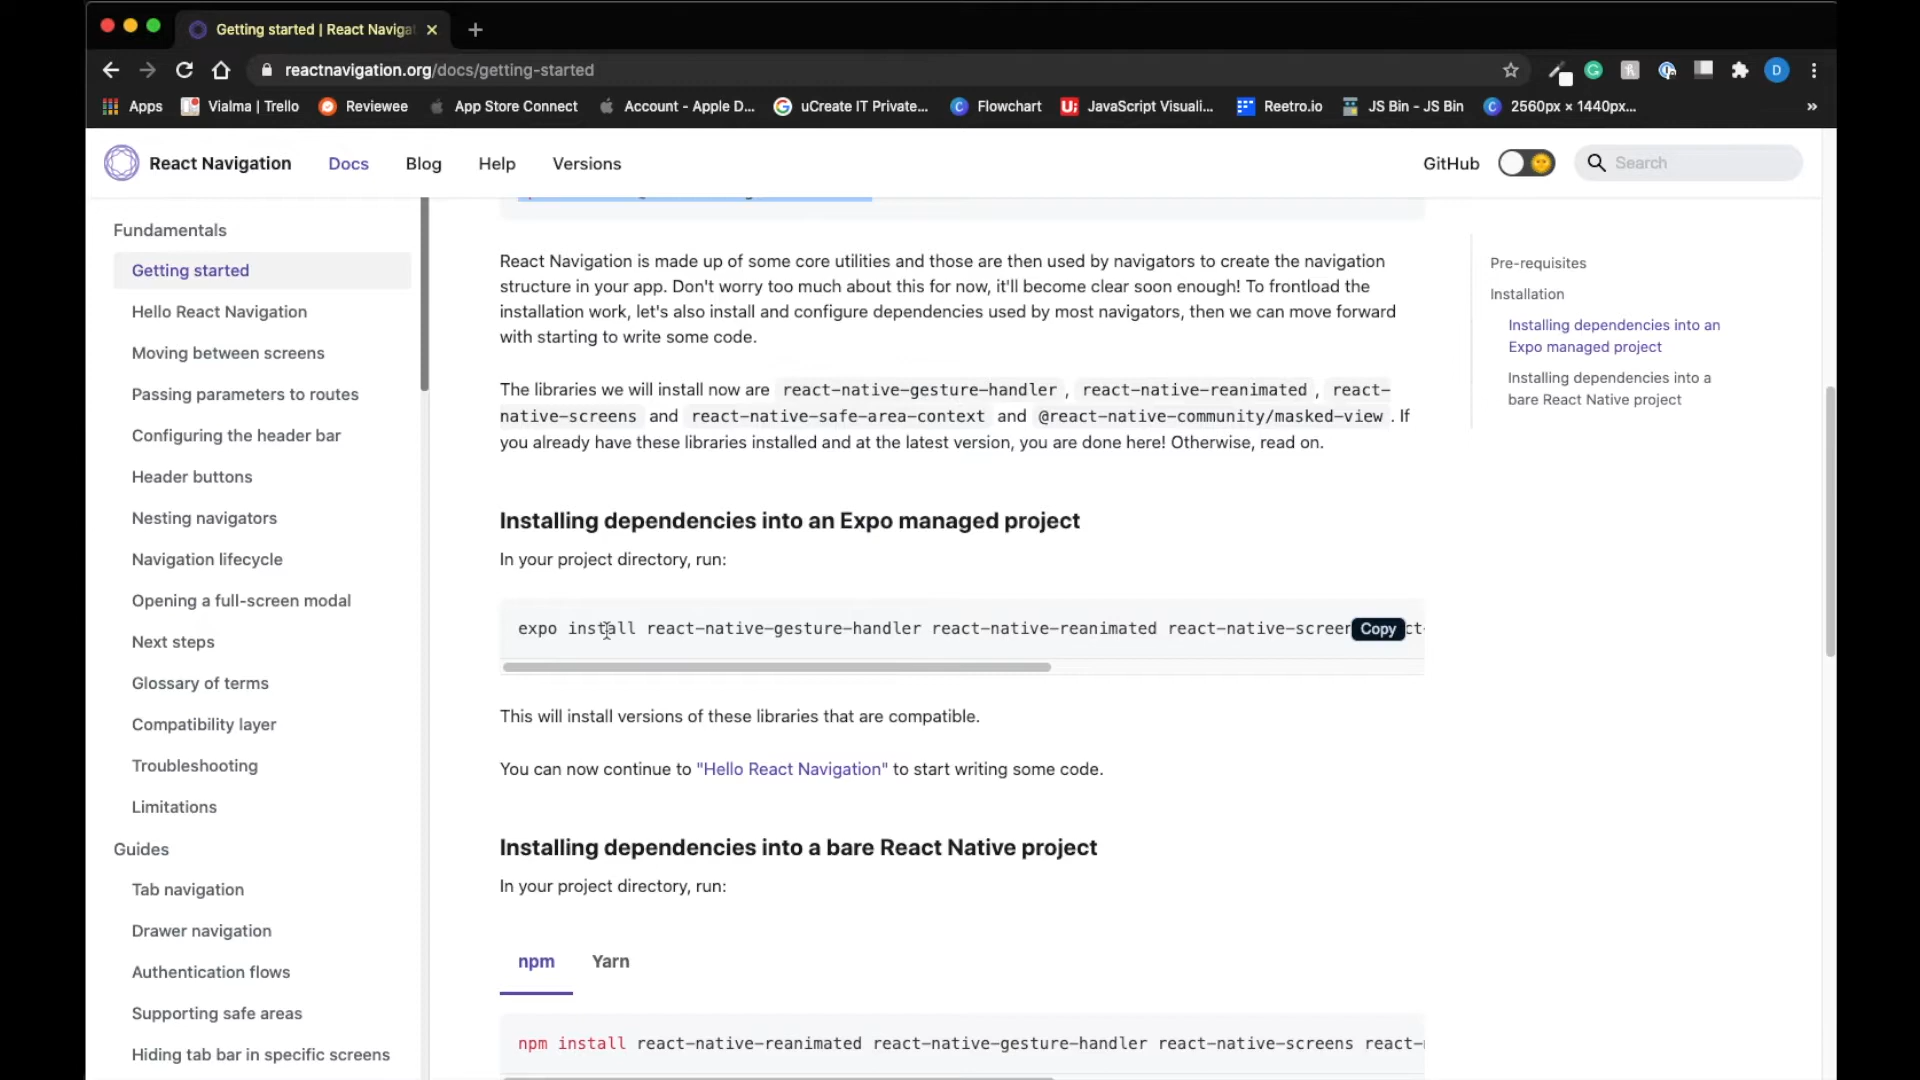 Getting started | React Naviga
reactnavigation.org/docs/getting-started
D
Apps
Vialma | Trello
Reviewee
App Store Connect
Account - Apple D...
uCreate IT Private...
Flowchart
JavaScript Visuali...
Reetro.io
JS Bin - JS Bin
2560px × 1440px...
»
React Navigation
Docs
Blog
Help
Versions
GitHub
Search
Fundamentals
Getting started
Hello React Navigation
Moving between screens
Passing parameters to routes
Configuring the header bar
Header buttons
Nesting navigators
Navigation lifecycle
Opening a full-screen modal
Next steps
Glossary of terms
Compatibility layer
Troubleshooting
Limitations
Guides
Tab navigation
Drawer navigation
Authentication flows
Supporting safe areas
Hiding tab bar in specific screens
React Navigation is made up of some core utilities and those are then used by navigators to create the navigation
structure in your app. Don't worry too much about this for now, it'll become clear soon enough! To frontload the
installation work, let's also install and configure dependencies used by most navigators, then we can move forward
with starting to write some code.
The libraries we will install now are react-native-gesture-handler , react-native-reanimated , react-
native-screens and react-native-safe-area-context and @react-native-community/masked-view . If
you already have these libraries installed and at the latest version, you are done here! Otherwise, read on.
Installing dependencies into an Expo managed project
In your project directory, run:
expo install react-native-gesture-handler react-native-reanimated react-native-screen
Copy
This will install versions of these libraries that are compatible.
You can now continue to "Hello React Navigation" to start writing some code.
Installing dependencies into a bare React Native project
In your project directory, run:
npm
Yarn
npm install react-native-reanimated react-native-gesture-handler react-native-screens react-
Pre-requisites
Installation
Installing dependencies into an
Expo managed project
Installing dependencies into a
bare React Native project